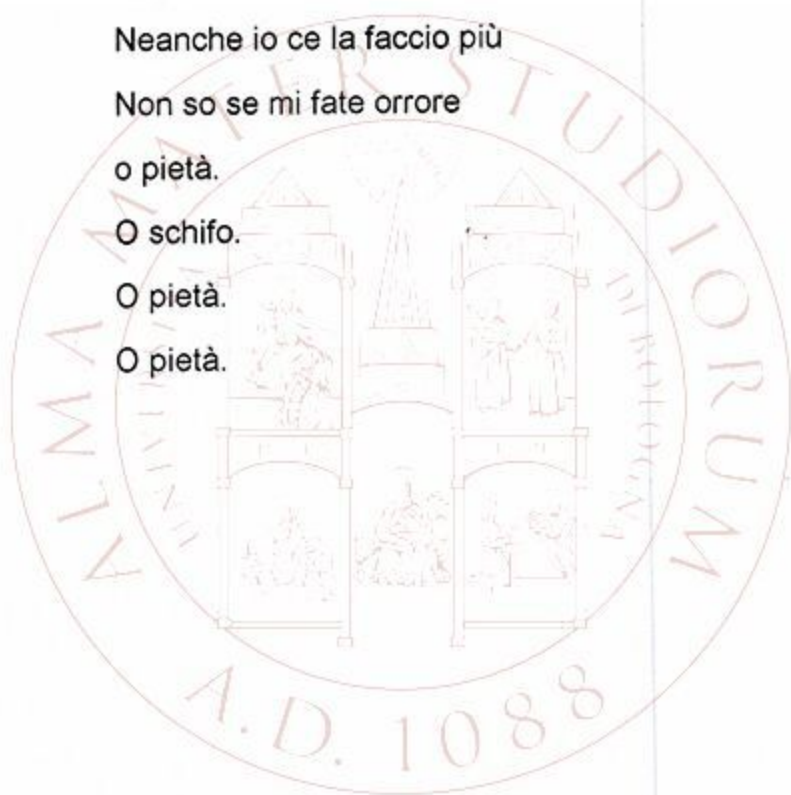 Neanche io ce la faccio più
Non so se mi fate orrore
o pietà.
O schifo.
O pietà.
O pietà.
ALMA MATER STUDIORUM
A.D. 1088